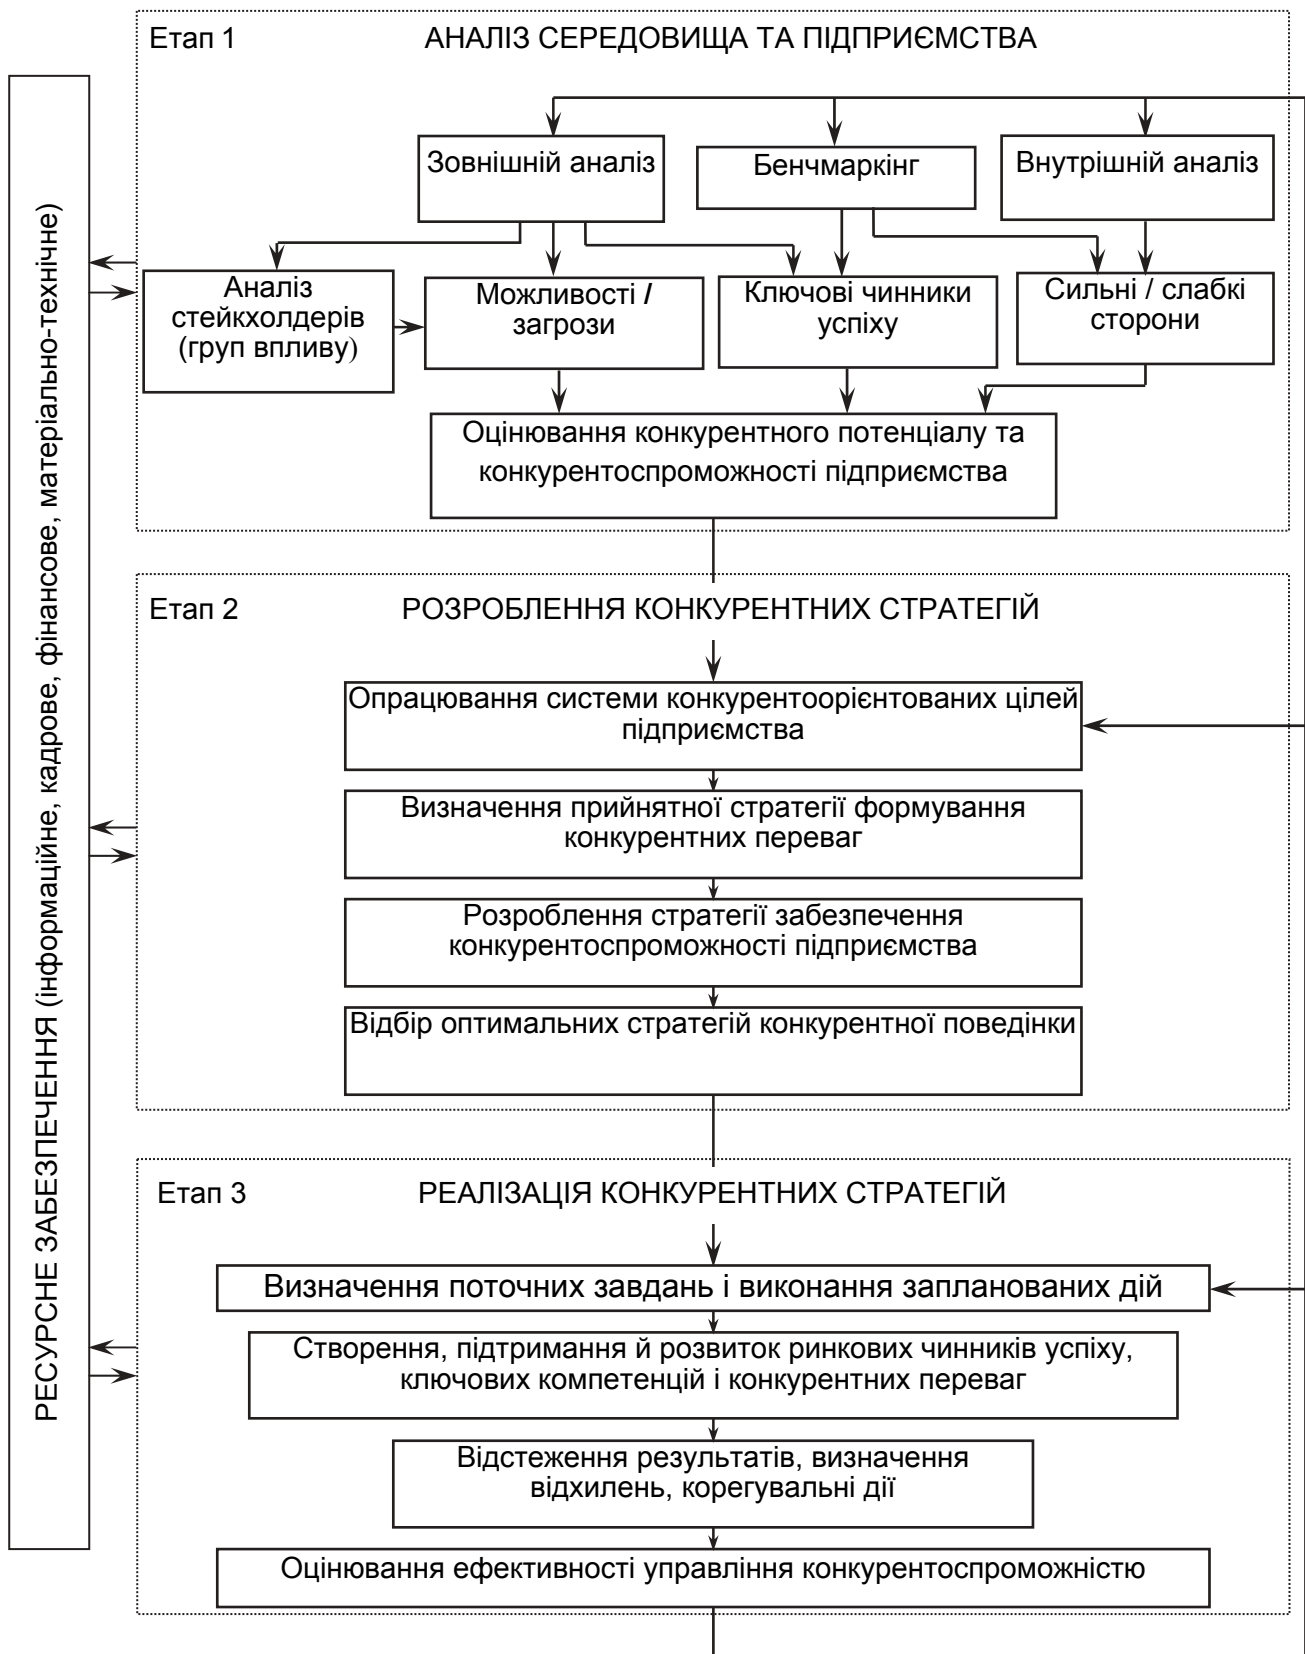 Етап 1
АНАЛІЗ СЕРЕДОВИЩА ТА ПІДПРИЄМСТВА
РЕСУРСНЕ ЗАБЕЗПЕЧЕННЯ (інформаційне, кадрове, фінансове, матеріально-технічне)
Зовнішній аналіз
Бенчмаркінг
Внутрішній аналіз
Аналіз
стейкхолдерів
(груп впливу)
Можливості /
загрози
Ключові чинники
успіху
Сильні / слабкі
сторони
Оцінювання конкурентного потенціалу та
конкурентоспроможності підприємства
Етап 2
РОЗРОБЛЕННЯ КОНКУРЕНТНИХ СТРАТЕГІЙ
Опрацювання системи конкурентоорієнтованих цілей
підприємства
Визначення прийнятної стратегії формування
конкурентних переваг
Розроблення стратегії забезпечення
конкурентоспроможності підприємства
Відбір оптимальних стратегій конкурентної поведінки
Етап 3
РЕАЛІЗАЦІЯ КОНКУРЕНТНИХ СТРАТЕГІЙ
Визначення поточних завдань і виконання запланованих дій
Створення, підтримання й розвиток ринкових чинників успіху,
ключових компетенцій і конкурентних переваг
Відстеження результатів, визначення
відхилень, корегувальні дії
Оцінювання ефективності управління конкурентоспроможністю